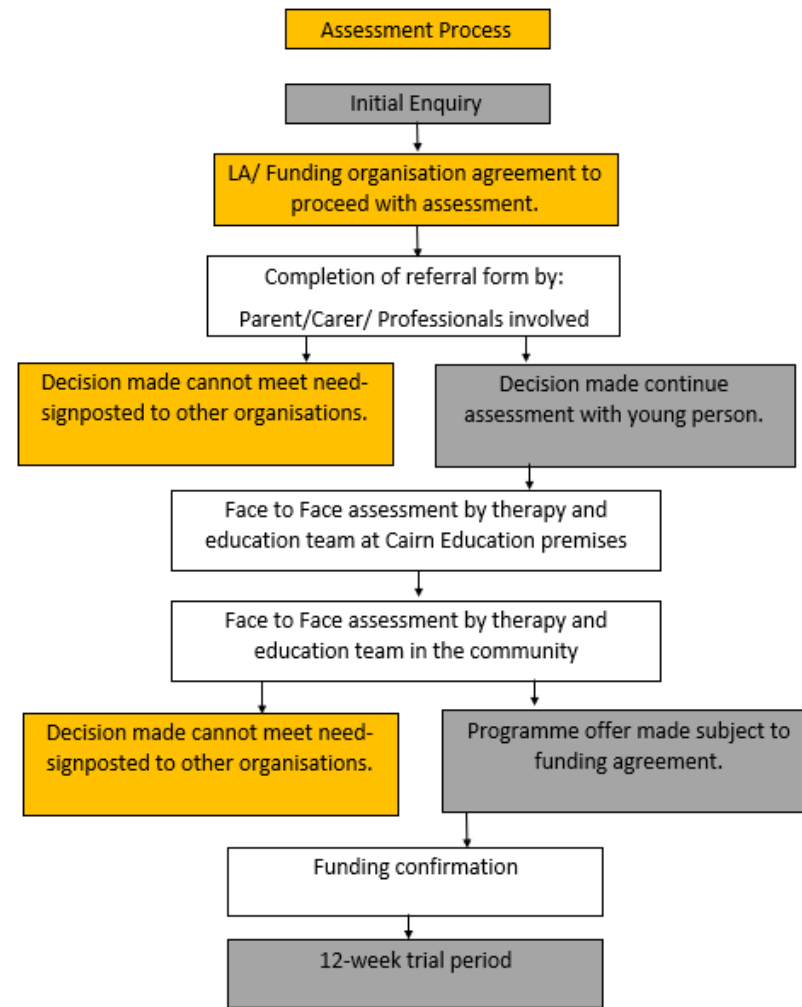 Assessment Process
Initial Enquiry
LA/ Funding organisation agreement to
proceed with assessment.
Completion of referral form by:
Parent/Carer/ Professionals involved
Decision made cannot meet need-
signposted to other organisations.
Decision made continue
assessment with young person.
Face to Face assessment by therapy and
education team at Cairn Education premises
Face to Face assessment by therapy and
education team in the community
Decision made cannot meet need-
signposted to other organisations.
Programme offer made subject to
funding agreement.
Funding confirmation
12-week trial period